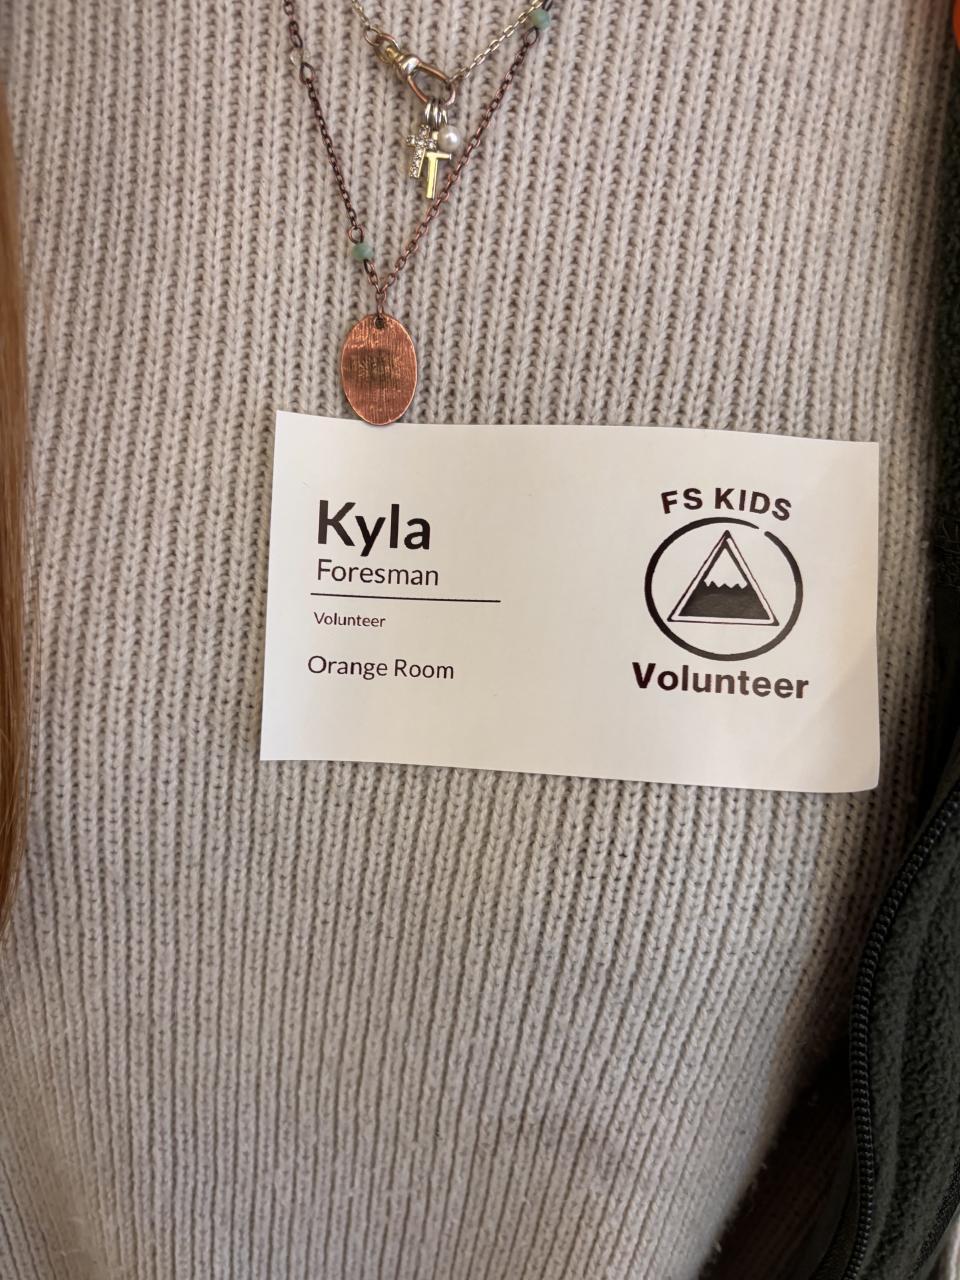 Kyla
Foresman
Volunteer
Orange Room
FS KIDS
Volunteer